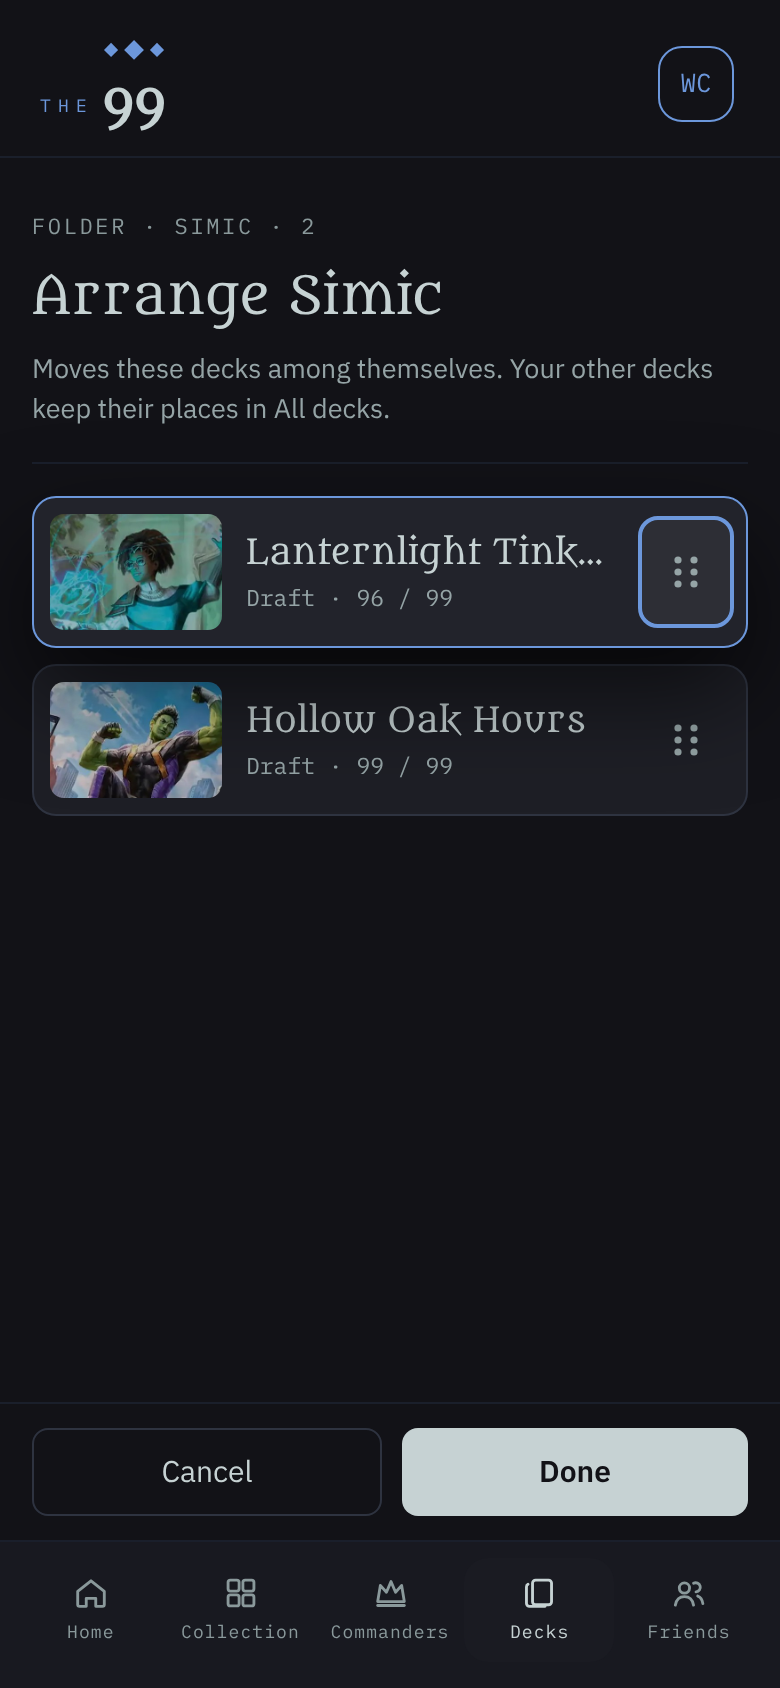 THE 99
WC
FOLDER · SIMIC · 2
Arrange Simic
Moves these decks among themselves. Your other decks
keep their places in All decks.
Lanternlight Tink...
Draft · 96 / 99
Hollow Oak Hours
Draft · 99 / 99
Cancel
Done
Home
Collection
Commanders
Decks
Friends